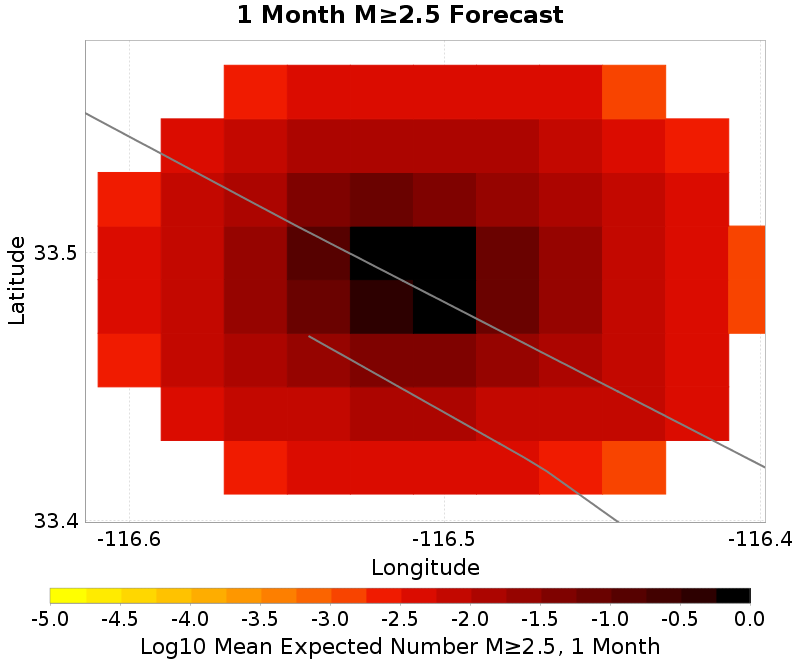 1 Month M≥2.5 Forecast
Latitude
33.5
33.4
-116.6 -116.5 -116.4
Longitude
-5.0 -4.5 -4.0 -3.5 -3.0 -2.5 -2.0 -1.5 -1.0 -0.5 0.0
Log10 Mean Expected Number M≥2.5, 1 Month